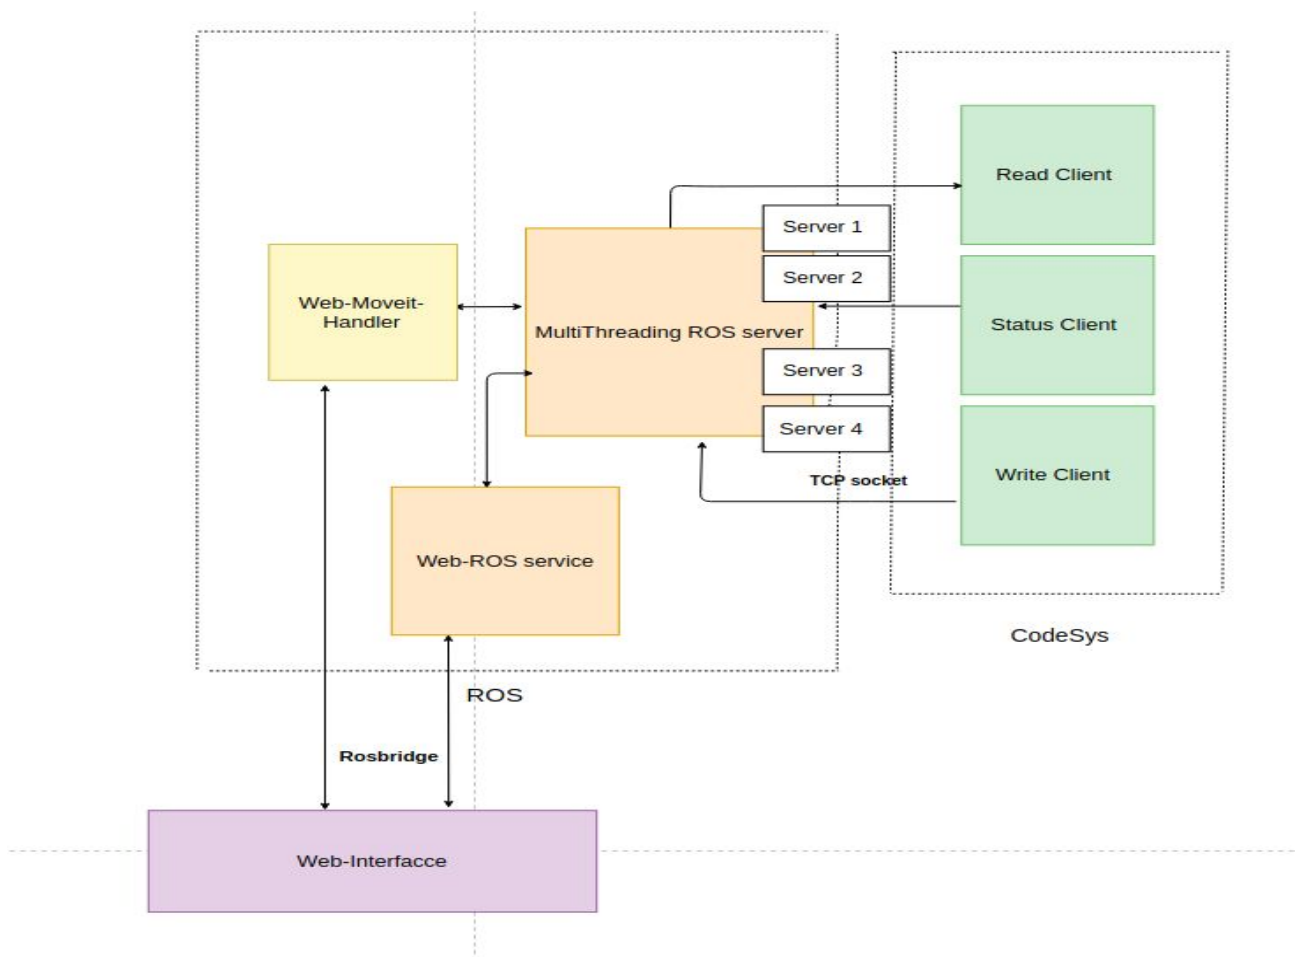 Read Client
Server 1
Server 2
Web-Moveit-
Handler
MultiThreading ROS server
Status Client
Server 3
Server 4
TCP socket
Write Client
Web-ROS service
CodeSys
ROS
Rosbridge
Web-Interfacce